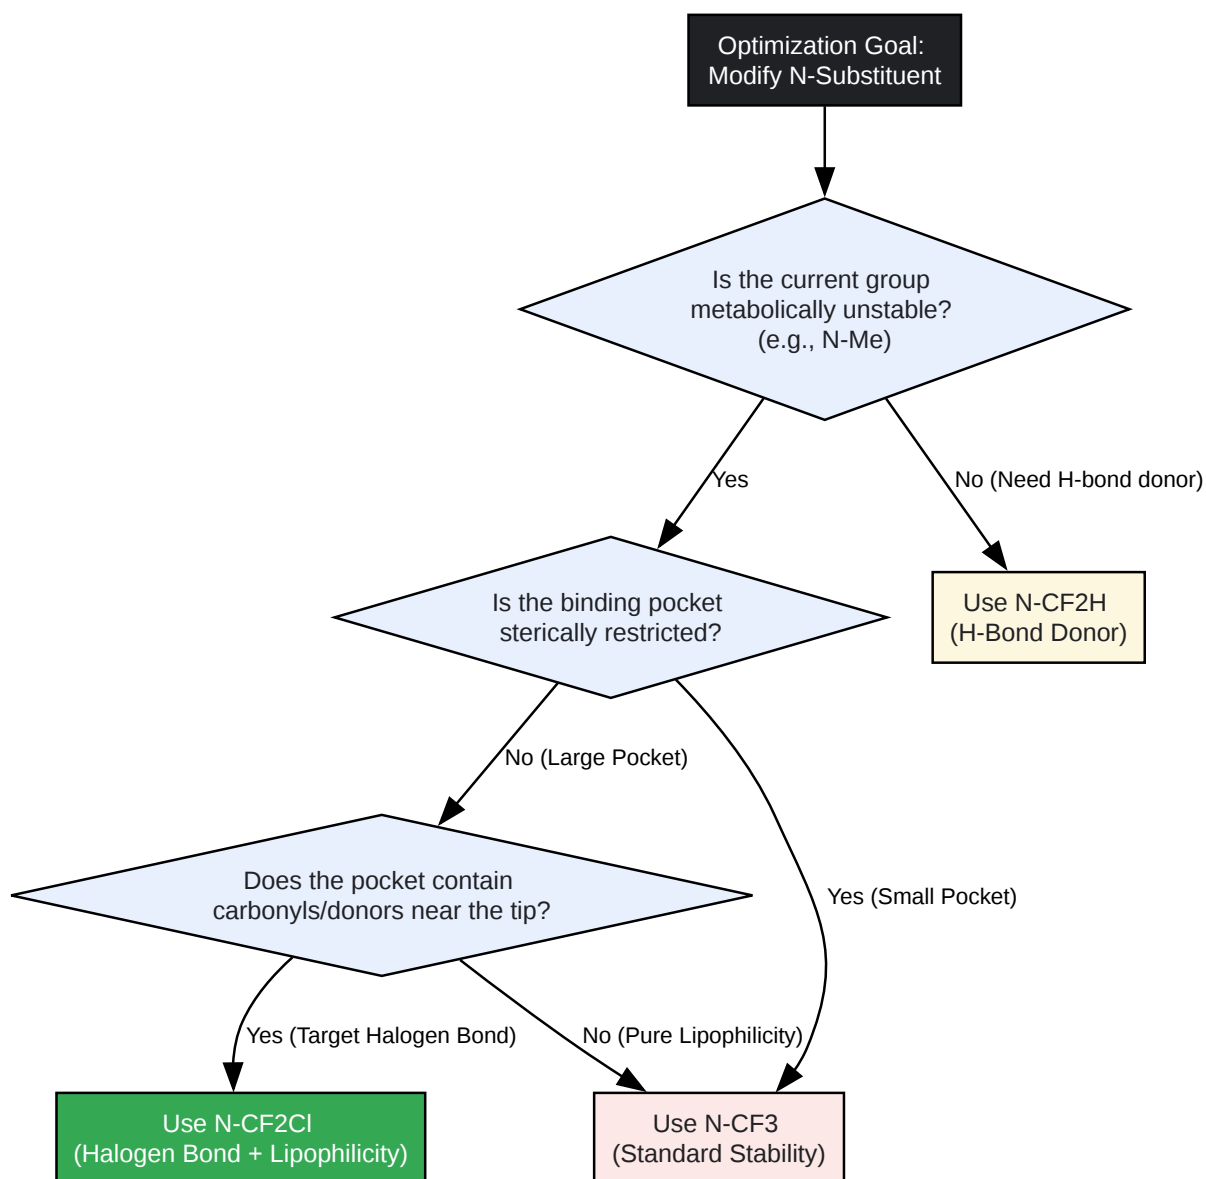 Optimization Goal:
Modify N-Substituent
Is the current group
metabolically unstable?
(e.g., N-Me)
Yes
No (Need H-bond donor)
Is the binding pocket
sterically restricted?
Use N-CF2H
(H-Bond Donor)
No (Large Pocket)
Does the pocket contain
carbonyls/donors near the tip?
Yes (Small Pocket)
Yes (Target Halogen Bond)
No (Pure Lipophilicity)
Use N-CF2Cl
(Halogen Bond + Lipophilicity)
Use N-CF3
(Standard Stability)